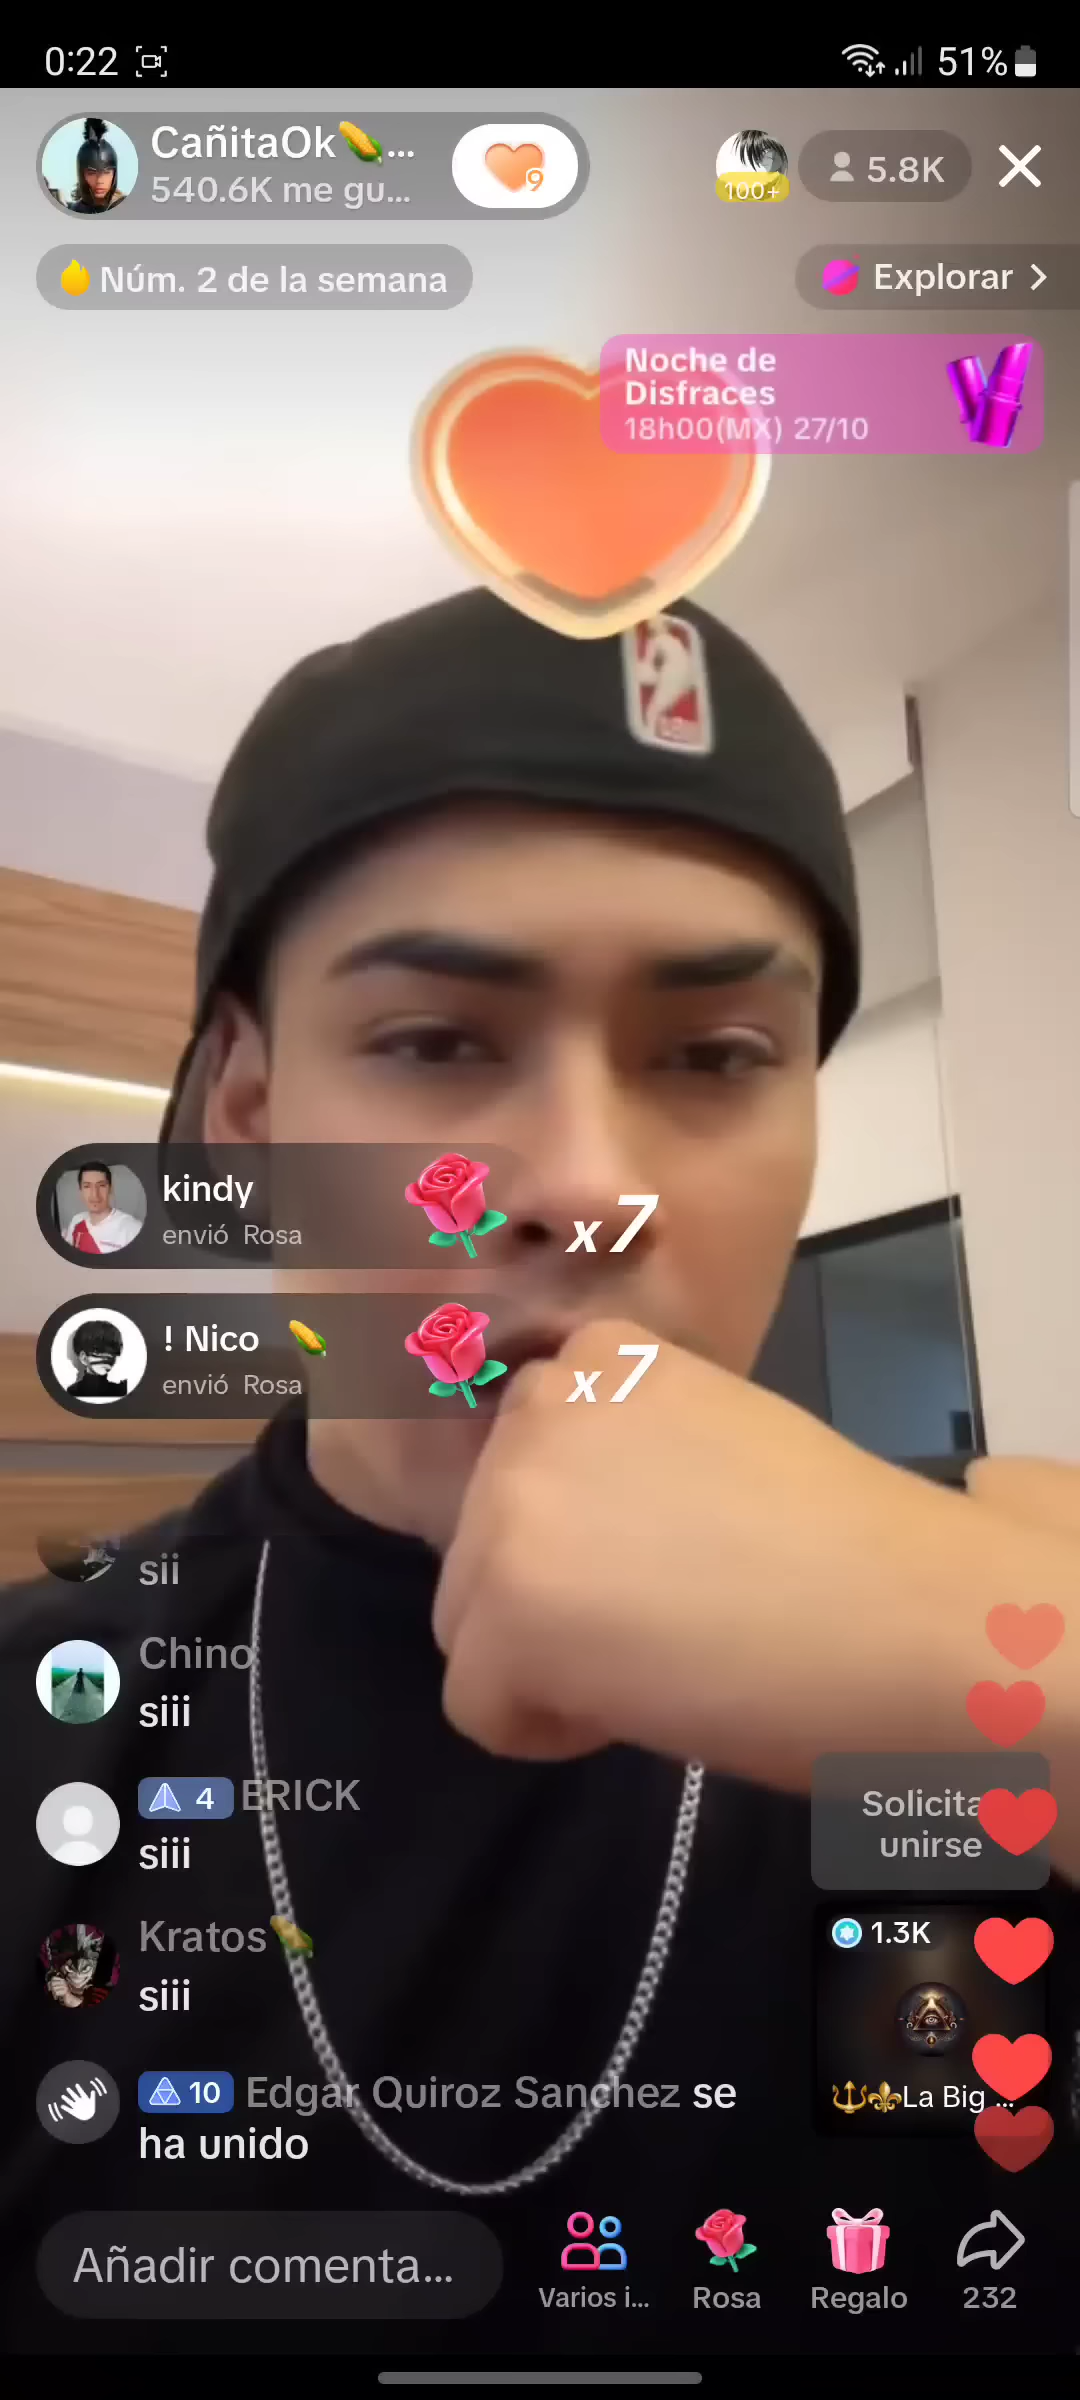 0:22
51%
CañitaOk🌽...
540.6K me gu...
9
100+
5.8K
Núm. 2 de la semana
Explorar
Noche de
Disfraces
18h00(MX) 27/10
kindy
envió Rosa
x7
! Nico 🌽
envió Rosa
x7
sii
Chino
siii
4 ERICK
siii
Kratos🌽
siii
10 Edgar Quiroz Sanchez se
ha unido
Solicita
unirse
1.3K
🔱⚜️La Big ...
Añadir comenta...
Varios i...
Rosa
Regalo
232